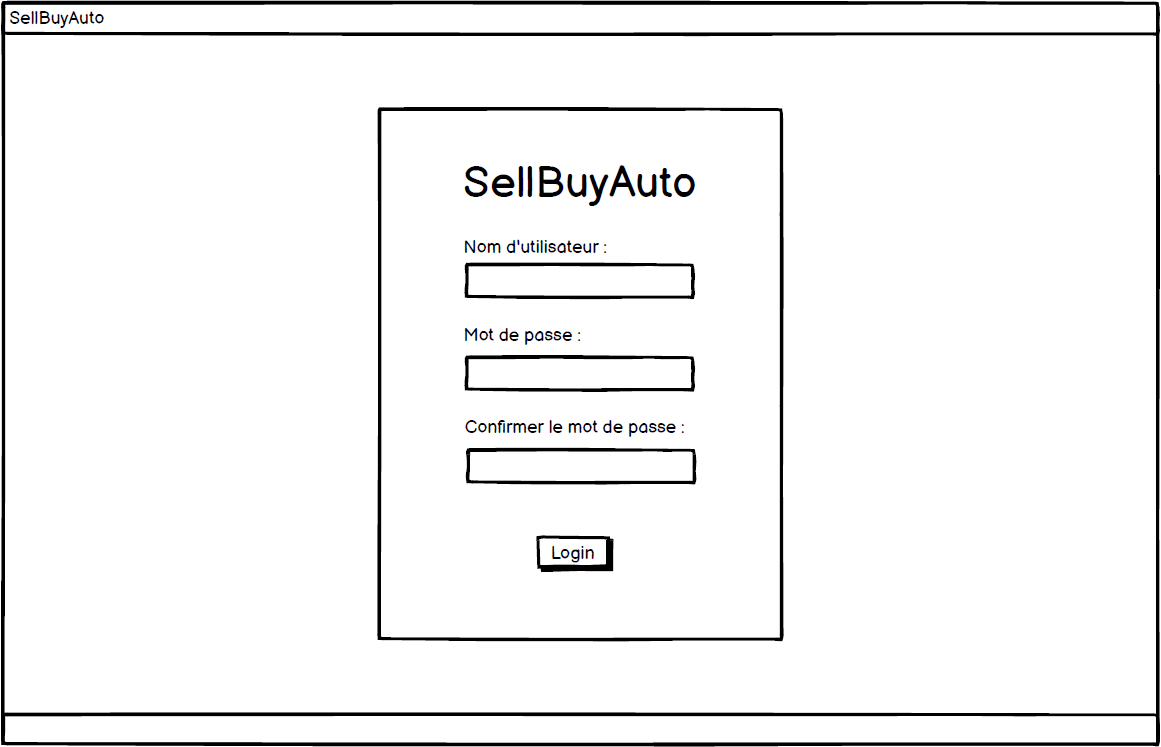 SellBuyAuto
SellBuyAuto
Nom d'utilisateur :
Mot de passe :
Confirmer le mot de passe :
Login